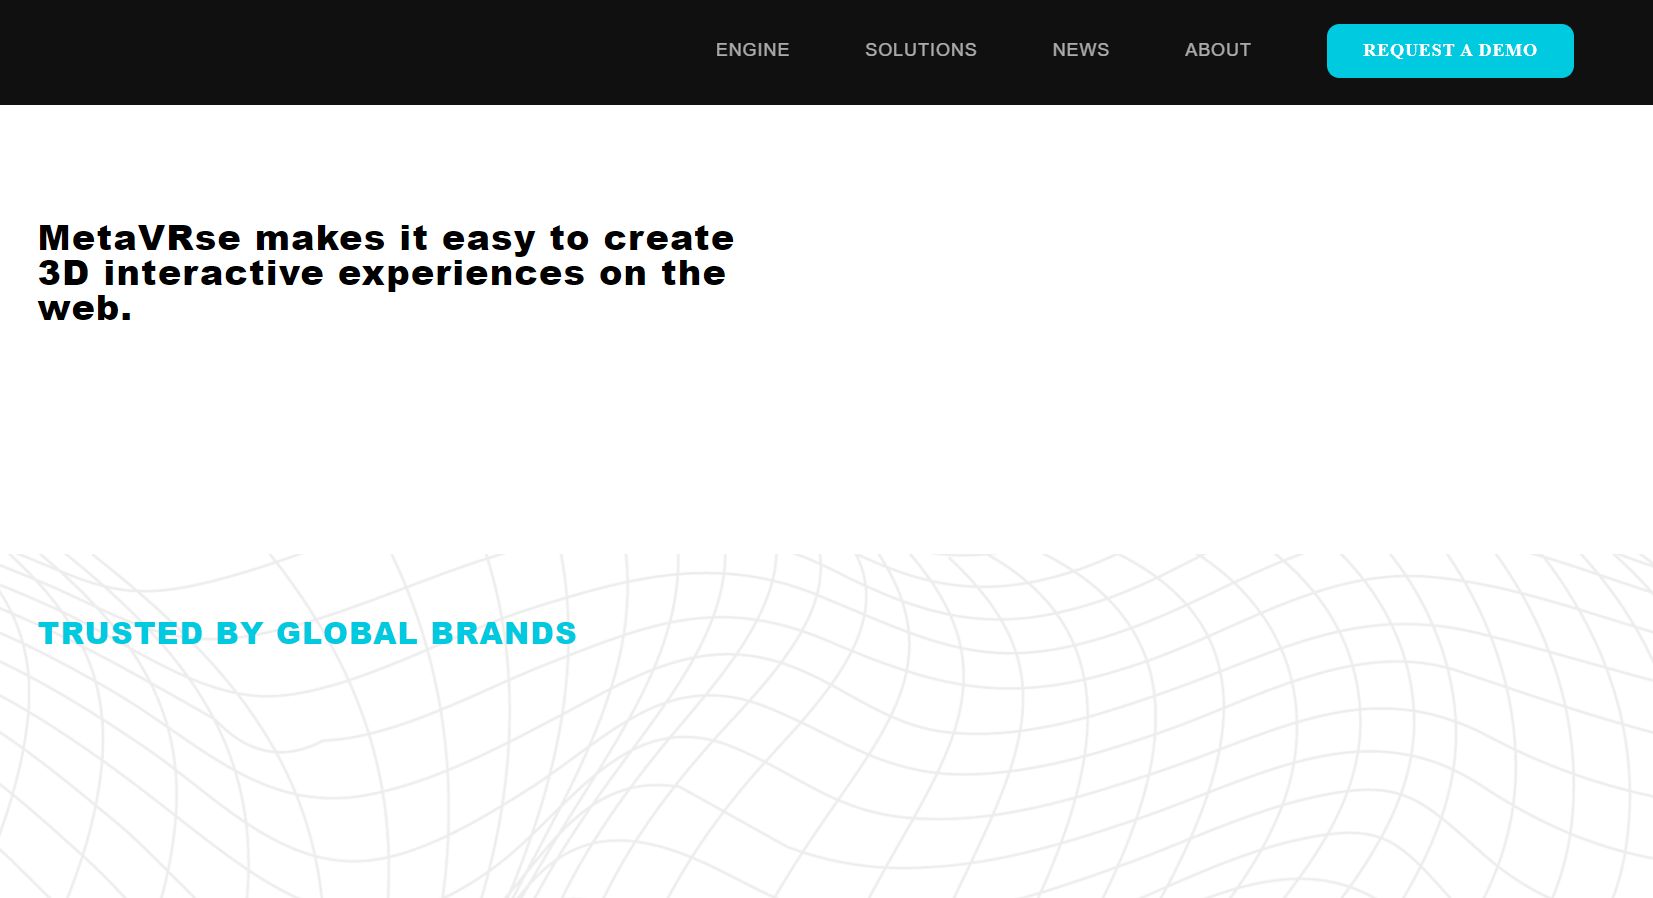 ENGINE SOLUTIONS NEWS ABOUT REQUEST A DEMO
MetaVRse makes it easy to create
3D interactive experiences on the
web.
TRUSTED BY GLOBAL BRANDS